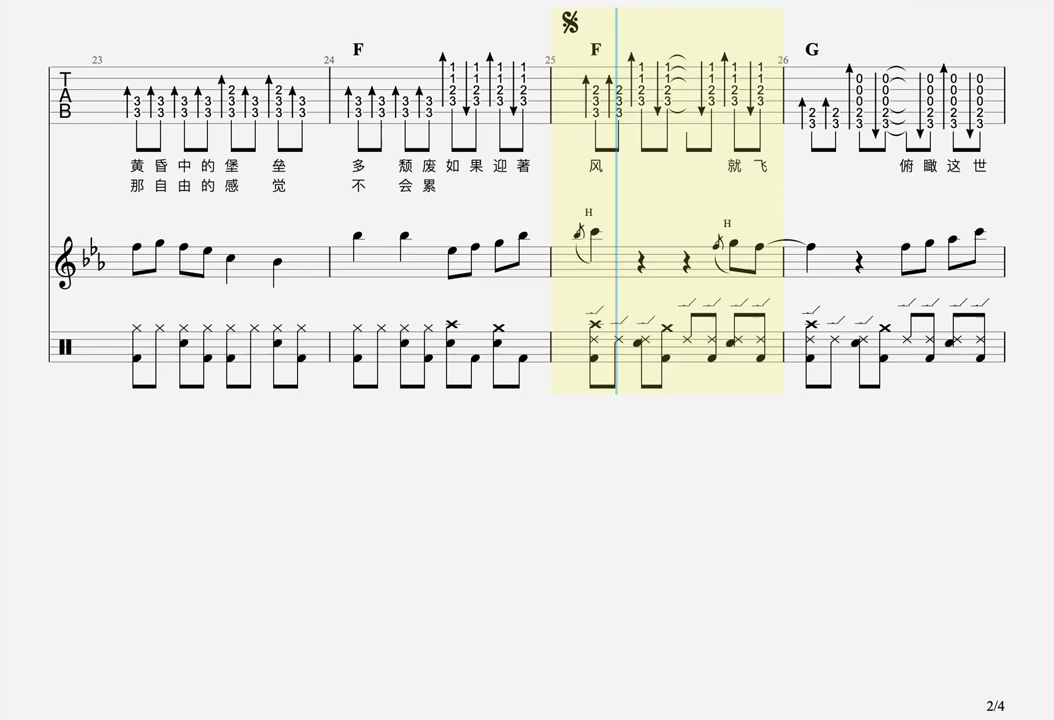 F F G
23 24 25 26
T
A
B
黄 昏 中 的 堡 垒 多 颓 废 如 果 迎 著 风 就 飞 俯 瞰 这 世
那 自 由 的 感 觉 不 会 累
H H
2/4